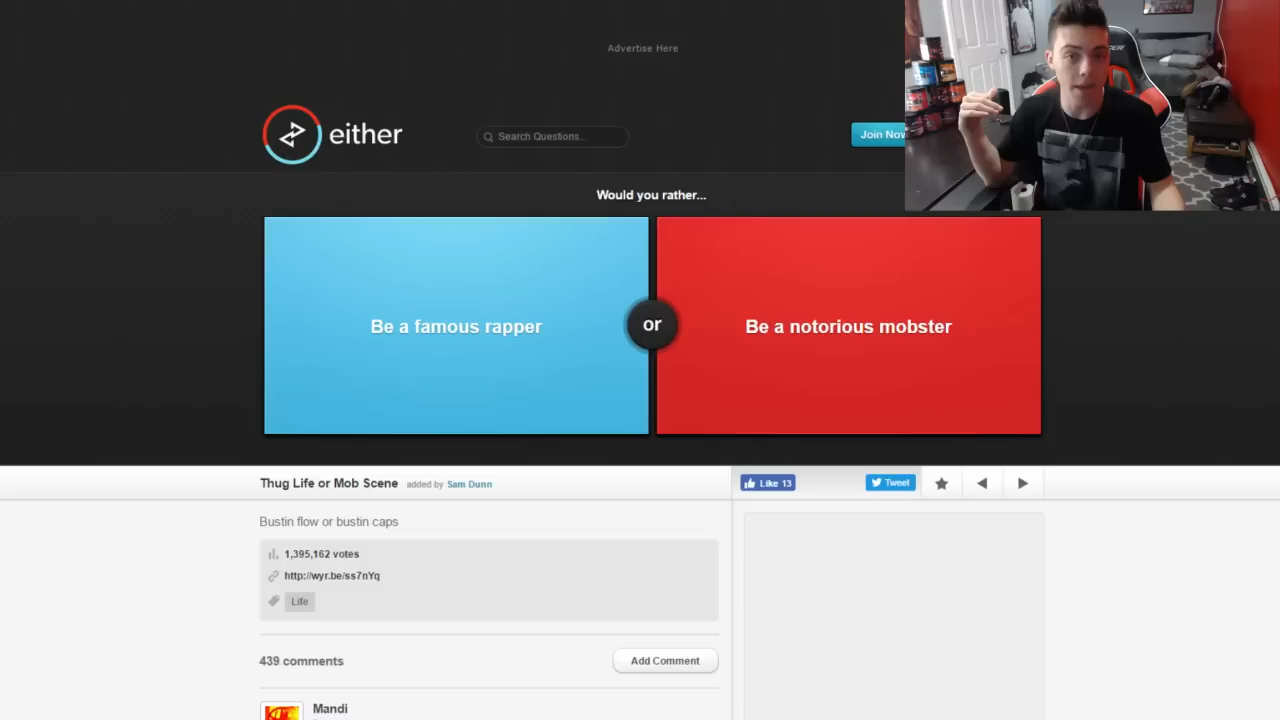 Advertise Here
either
Search Questions...
Join Now
Would you rather...
Be a famous rapper
or
Be a notorious mobster
Thug Life or Mob Scene added by Sam Dunn
Like 13
Tweet
Bustin flow or bustin caps
1,395,162 votes
http://wyr.be/ss7nYq
Life
439 comments
Add Comment
Mandi